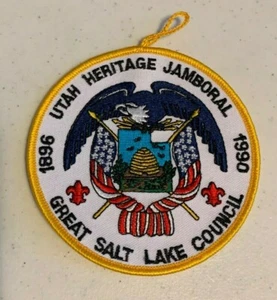 UTAH HERITAGE JAMBORAL
1896
1990
GREAT SALT LAKE COUNCIL